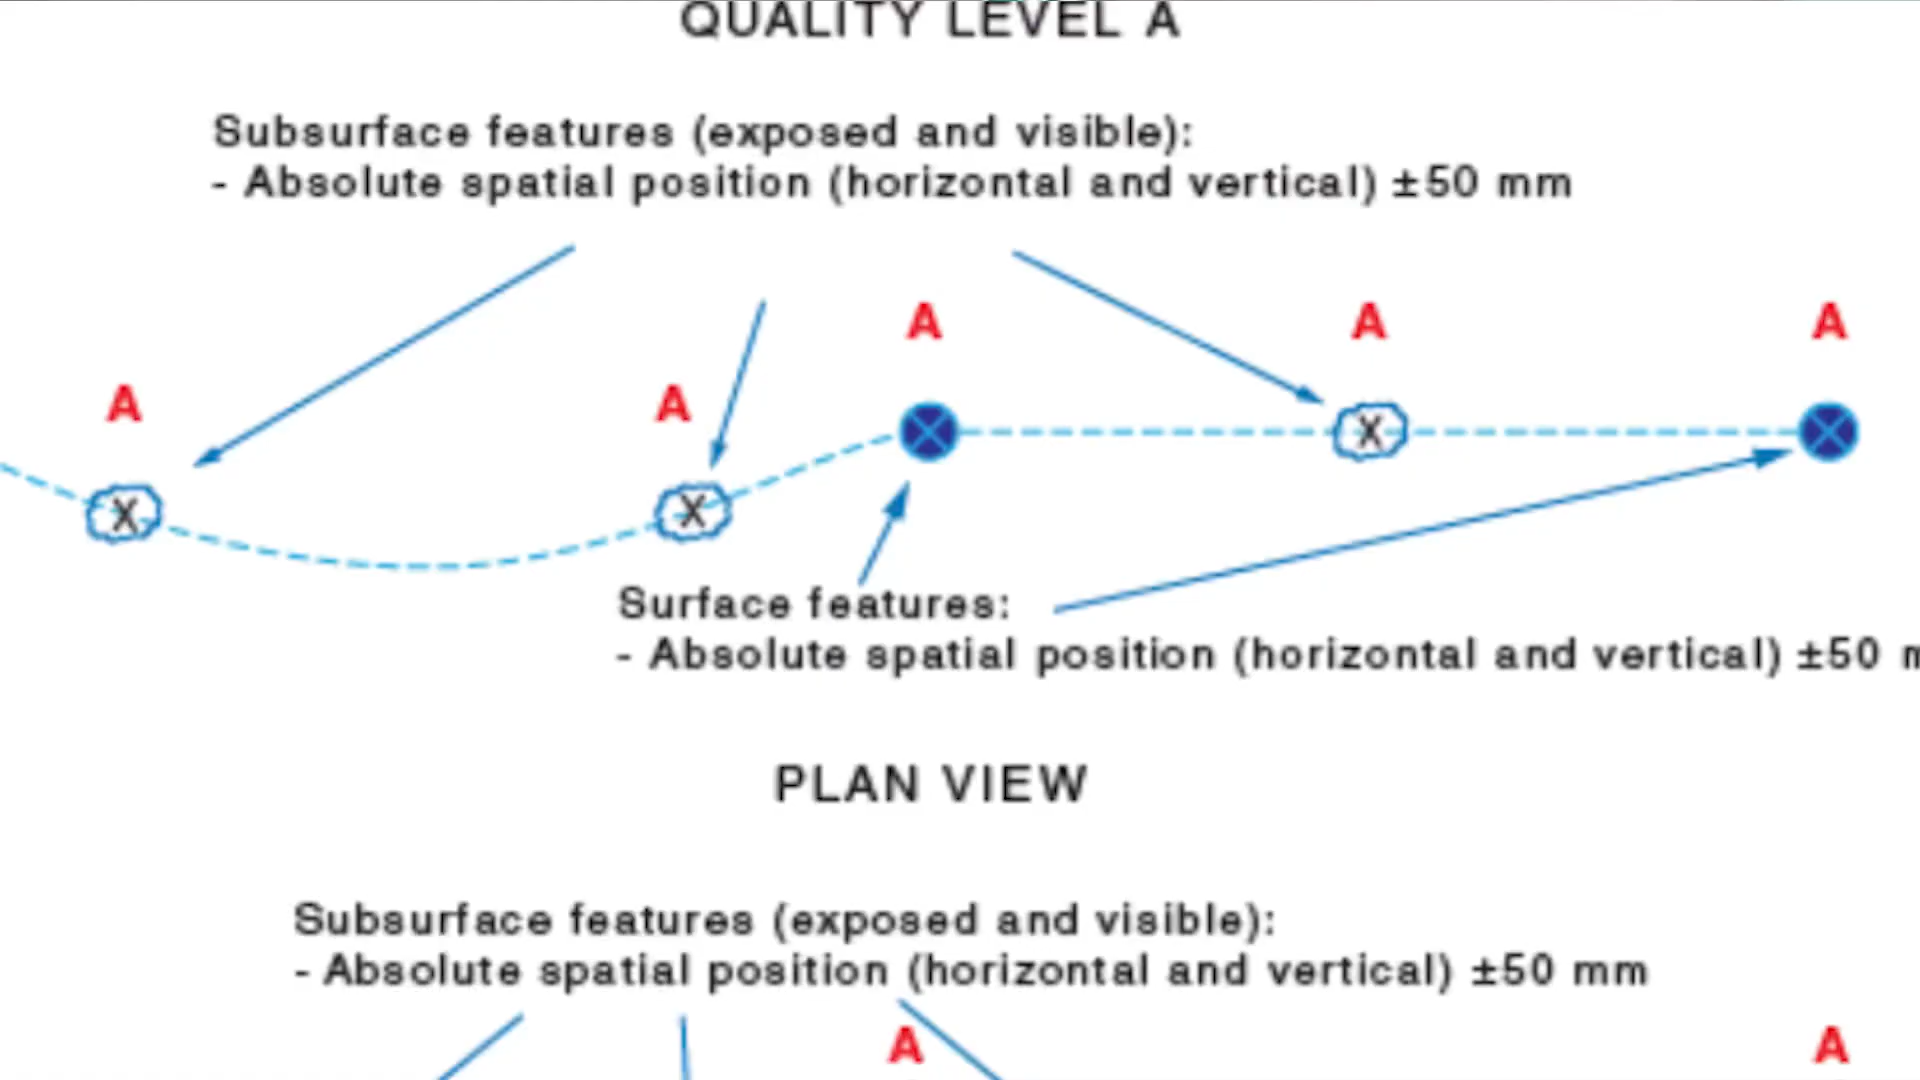 QUALITY LEVEL A
Subsurface features (exposed and visible):
- Absolute spatial position (horizontal and vertical) ±50 mm
A A A
A A
X
X X
Surface features:
- Absolute spatial position (horizontal and vertical) ±50
PLAN VIEW
Subsurface features (exposed and visible):
- Absolute spatial position (horizontal and vertical) ±50 mm
A A